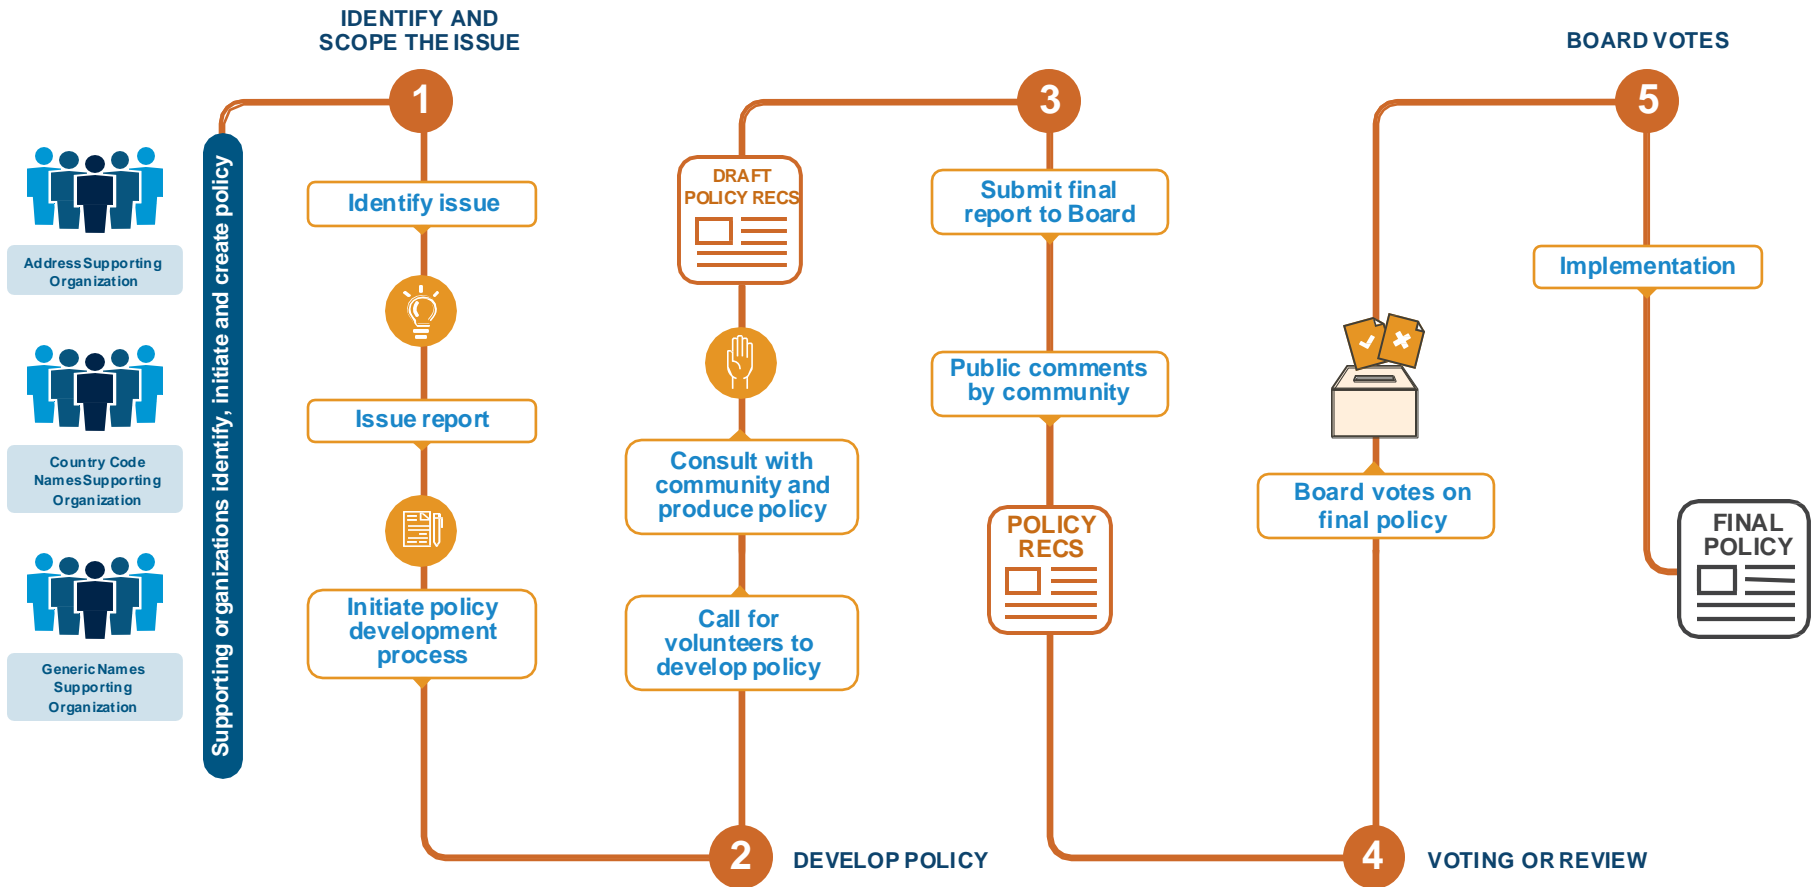 Address Supporting
Organization
Country Code
Names Supporting
Organization
Generic Names
Supporting
Organization
Supporting organizations identify, initiate and create policy
IDENTIFY AND
SCOPE THE ISSUE
1
Identify issue
Issue report
Initiate policy
development
process
2
DEVELOP POLICY
Call for
volunteers to
develop policy
Consult with
community and
produce policy
DRAFT
POLICY RECS
3
Submit final
report to Board
Public comments
by community
POLICY
RECS
4
VOTING OR REVIEW
Board votes on
final policy
BOARD VOTES
5
Implementation
FINAL
POLICY